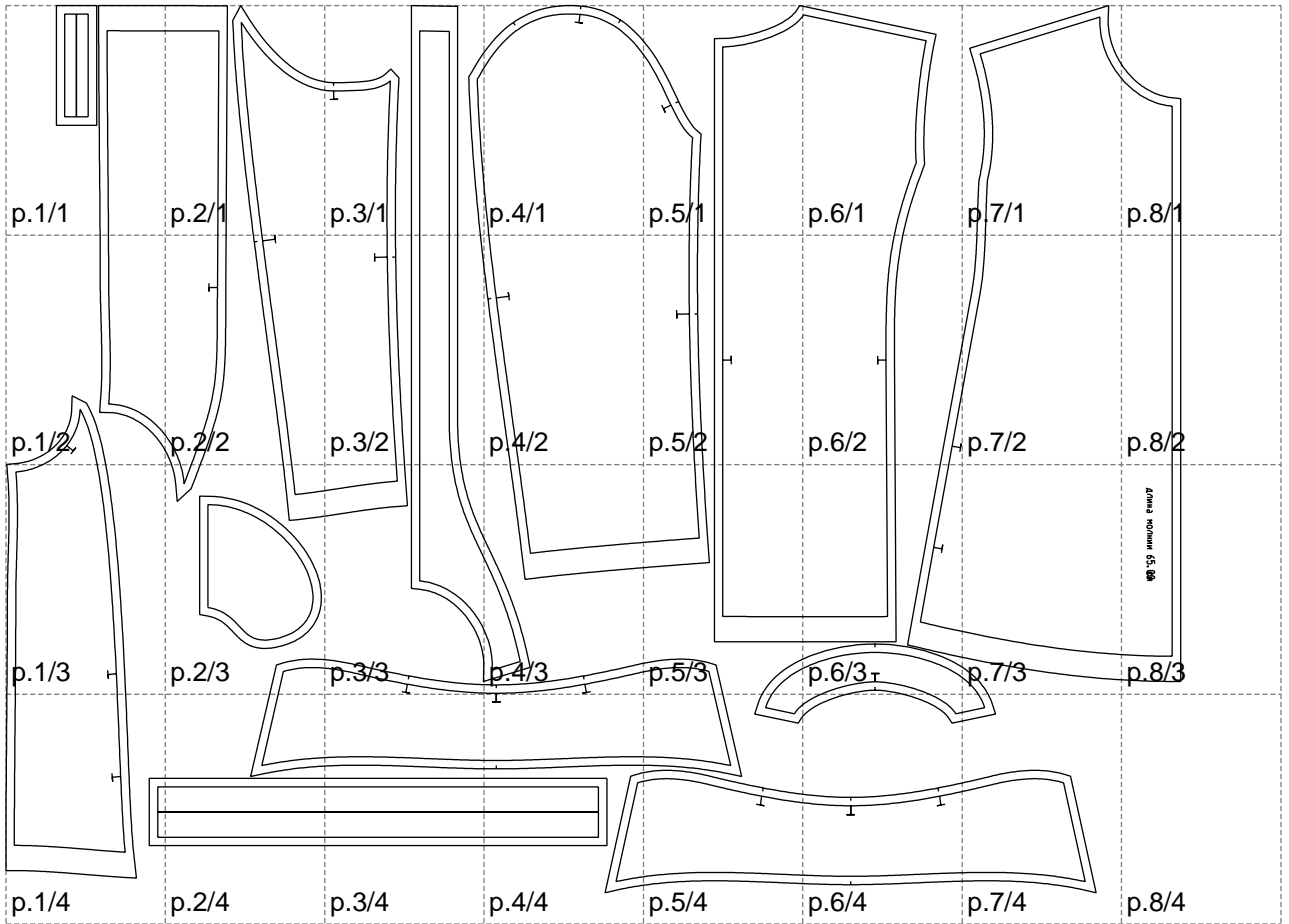 p.1/1 p.2/1 p.3/1 p.4/1 p.5/1 p.6/1 p.7/1 p.8/1
p.1/2 p.2/2 p.3/2 p.4/2 p.5/2 p.6/2 p.7/2 p.8/2
длина молнии 65.
p.1/3 p.2/3 p.3/3 p.4/3 p.5/3 p.6/3 p.7/3 p.8/3
p.1/4 p.2/4 p.3/4 p.4/4 p.5/4 p.6/4 p.7/4 p.8/4